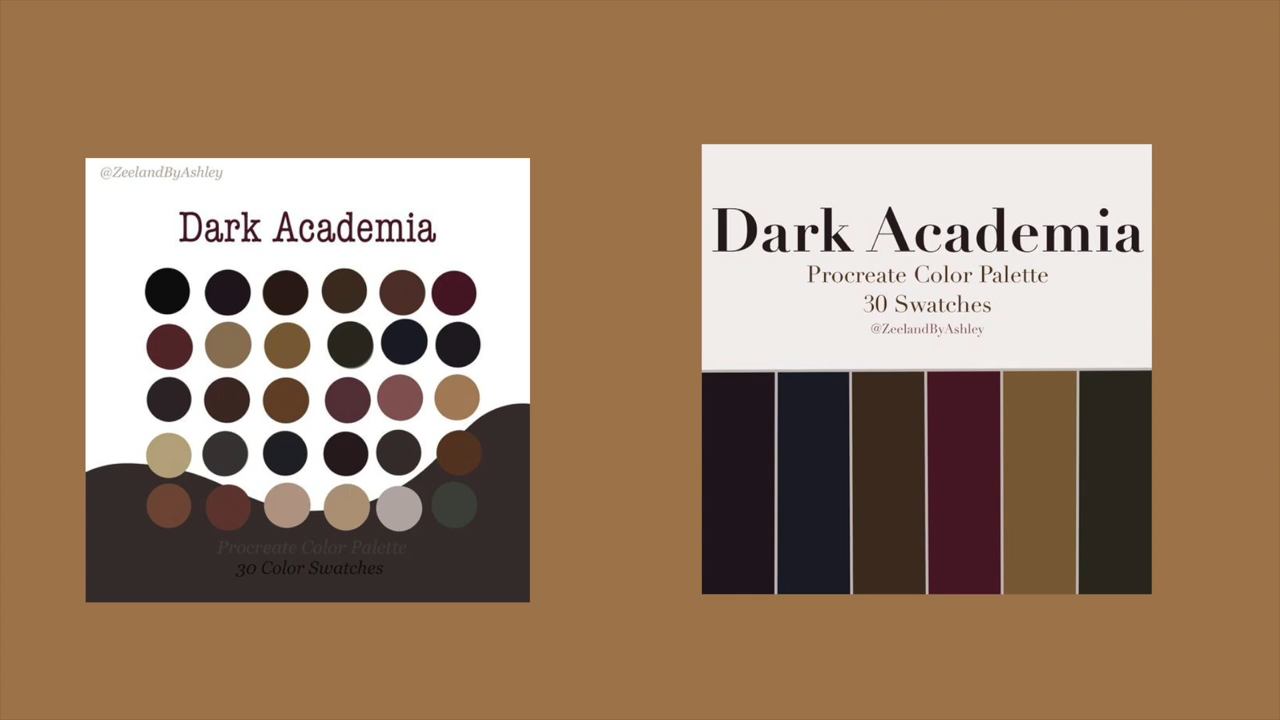 @ZeelandByAshley
Dark Academia
Procreate Color Palette
30 Color Swatches
Dark Academia
Procreate Color Palette
30 Swatches
@ZeelandByAshley